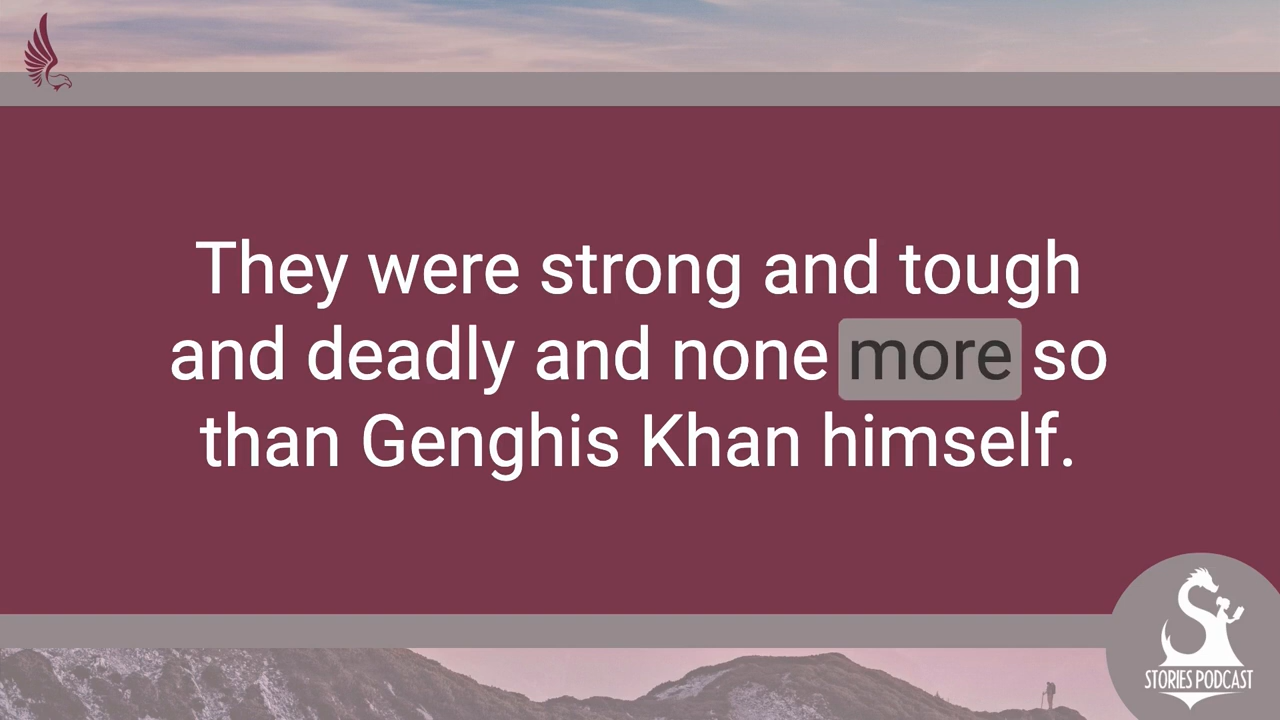 They were strong and tough
and deadly and none more so
than Genghis Khan himself.
STORIES PODCAST